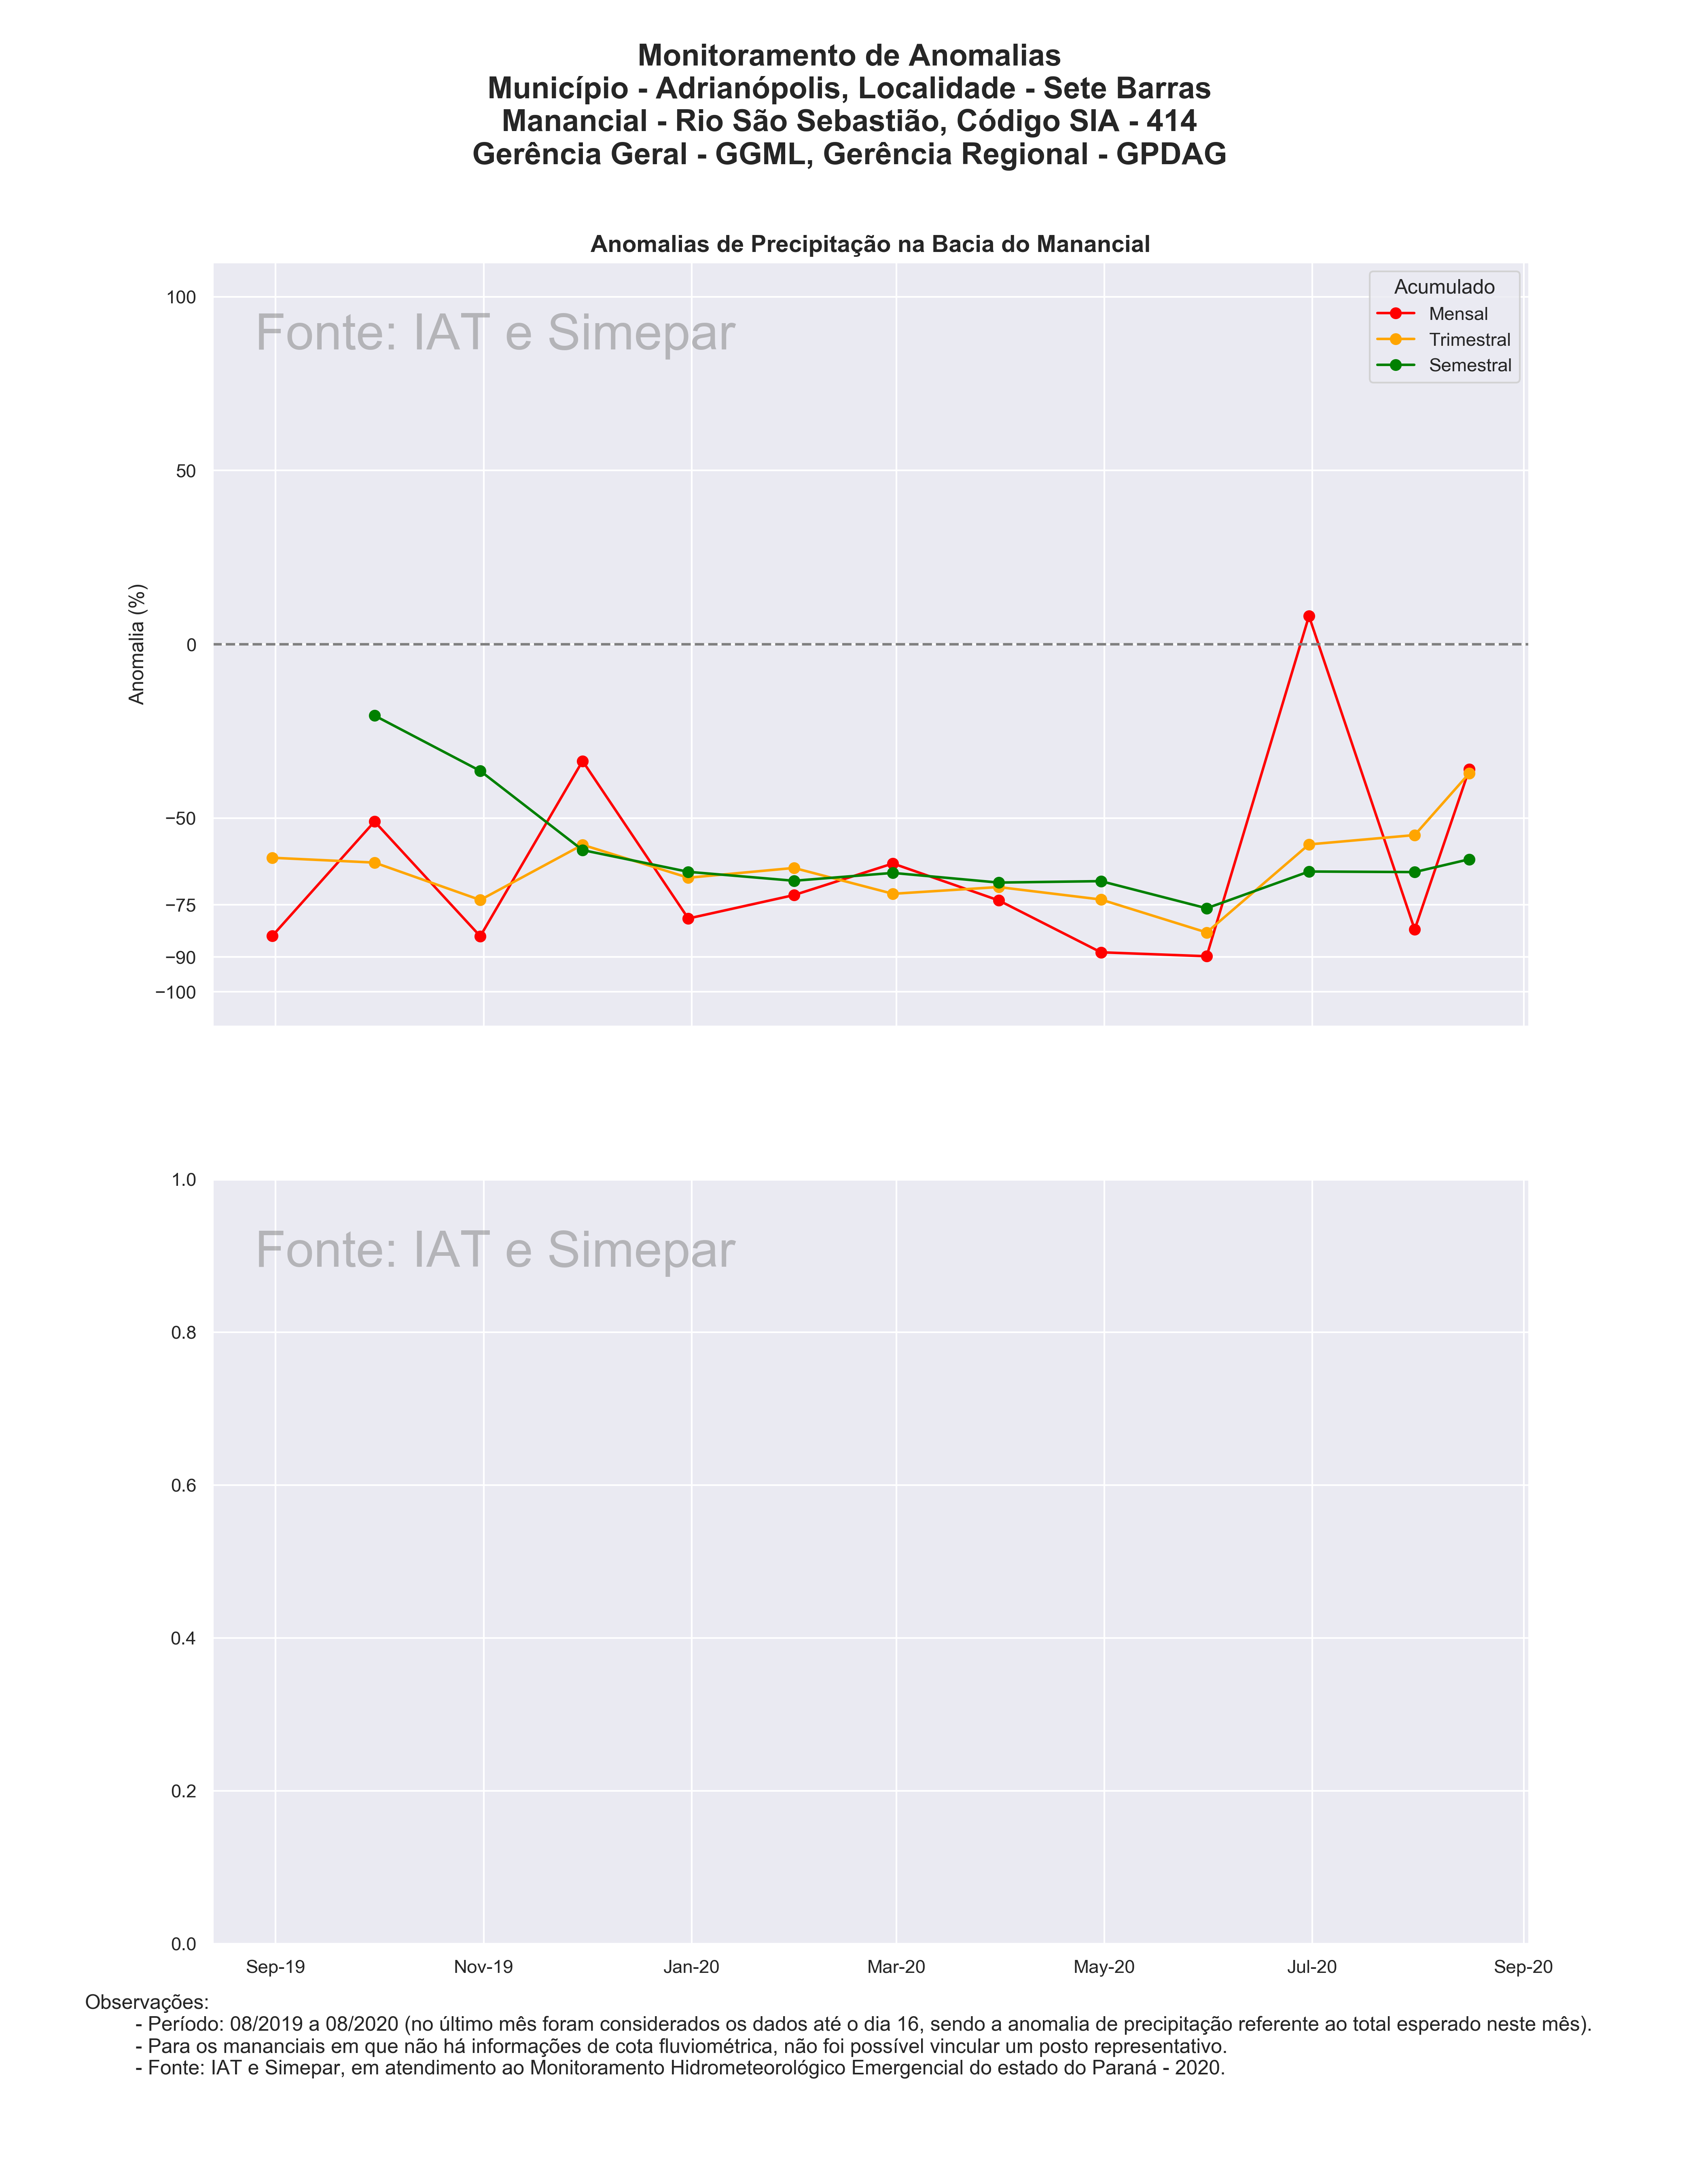 Monitoramento de Anomalias
Município - Adrianópolis, Localidade - Sete Barras
Manancial - Rio São Sebastião, Código SIA - 414
Gerência Geral - GGML, Gerência Regional - GPDAG
Anomalias de Precipitação na Bacia do Manancial
Fonte: IAT e Simepar
Acumulado
Mensal
Trimestral
Semestral
Anomalia (%)
100
50
0
−50
−75
−90
−100
Fonte: IAT e Simepar
1.0
0.8
0.6
0.4
0.2
0.0
Sep-19 Nov-19 Jan-20 Mar-20 May-20 Jul-20 Sep-20
Observações:
- Período: 08/2019 a 08/2020 (no último mês foram considerados os dados até o dia 16, sendo a anomalia de precipitação referente ao total esperado neste mês).
- Para os mananciais em que não há informações de cota fluviométrica, não foi possível vincular um posto representativo.
- Fonte: IAT e Simepar, em atendimento ao Monitoramento Hidrometeorológico Emergencial do estado do Paraná - 2020.